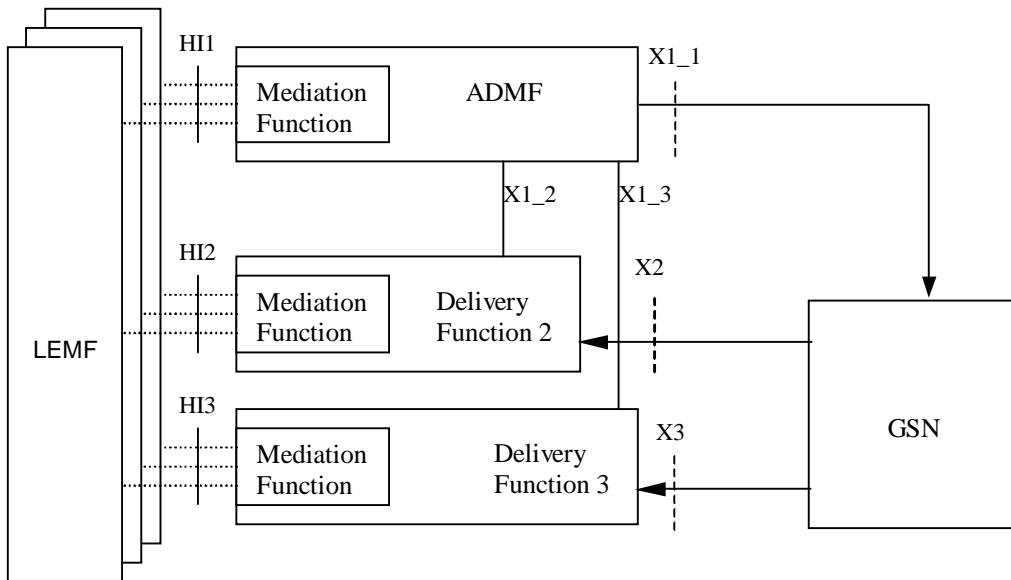 HI1
X1_1
Mediation
Function
ADMF
X1_2
X1_3
HI2
X2
Mediation
Function
Delivery
Function 2
LEMF
HI3
X3
GSN
Mediation
Function
Delivery
Function 3